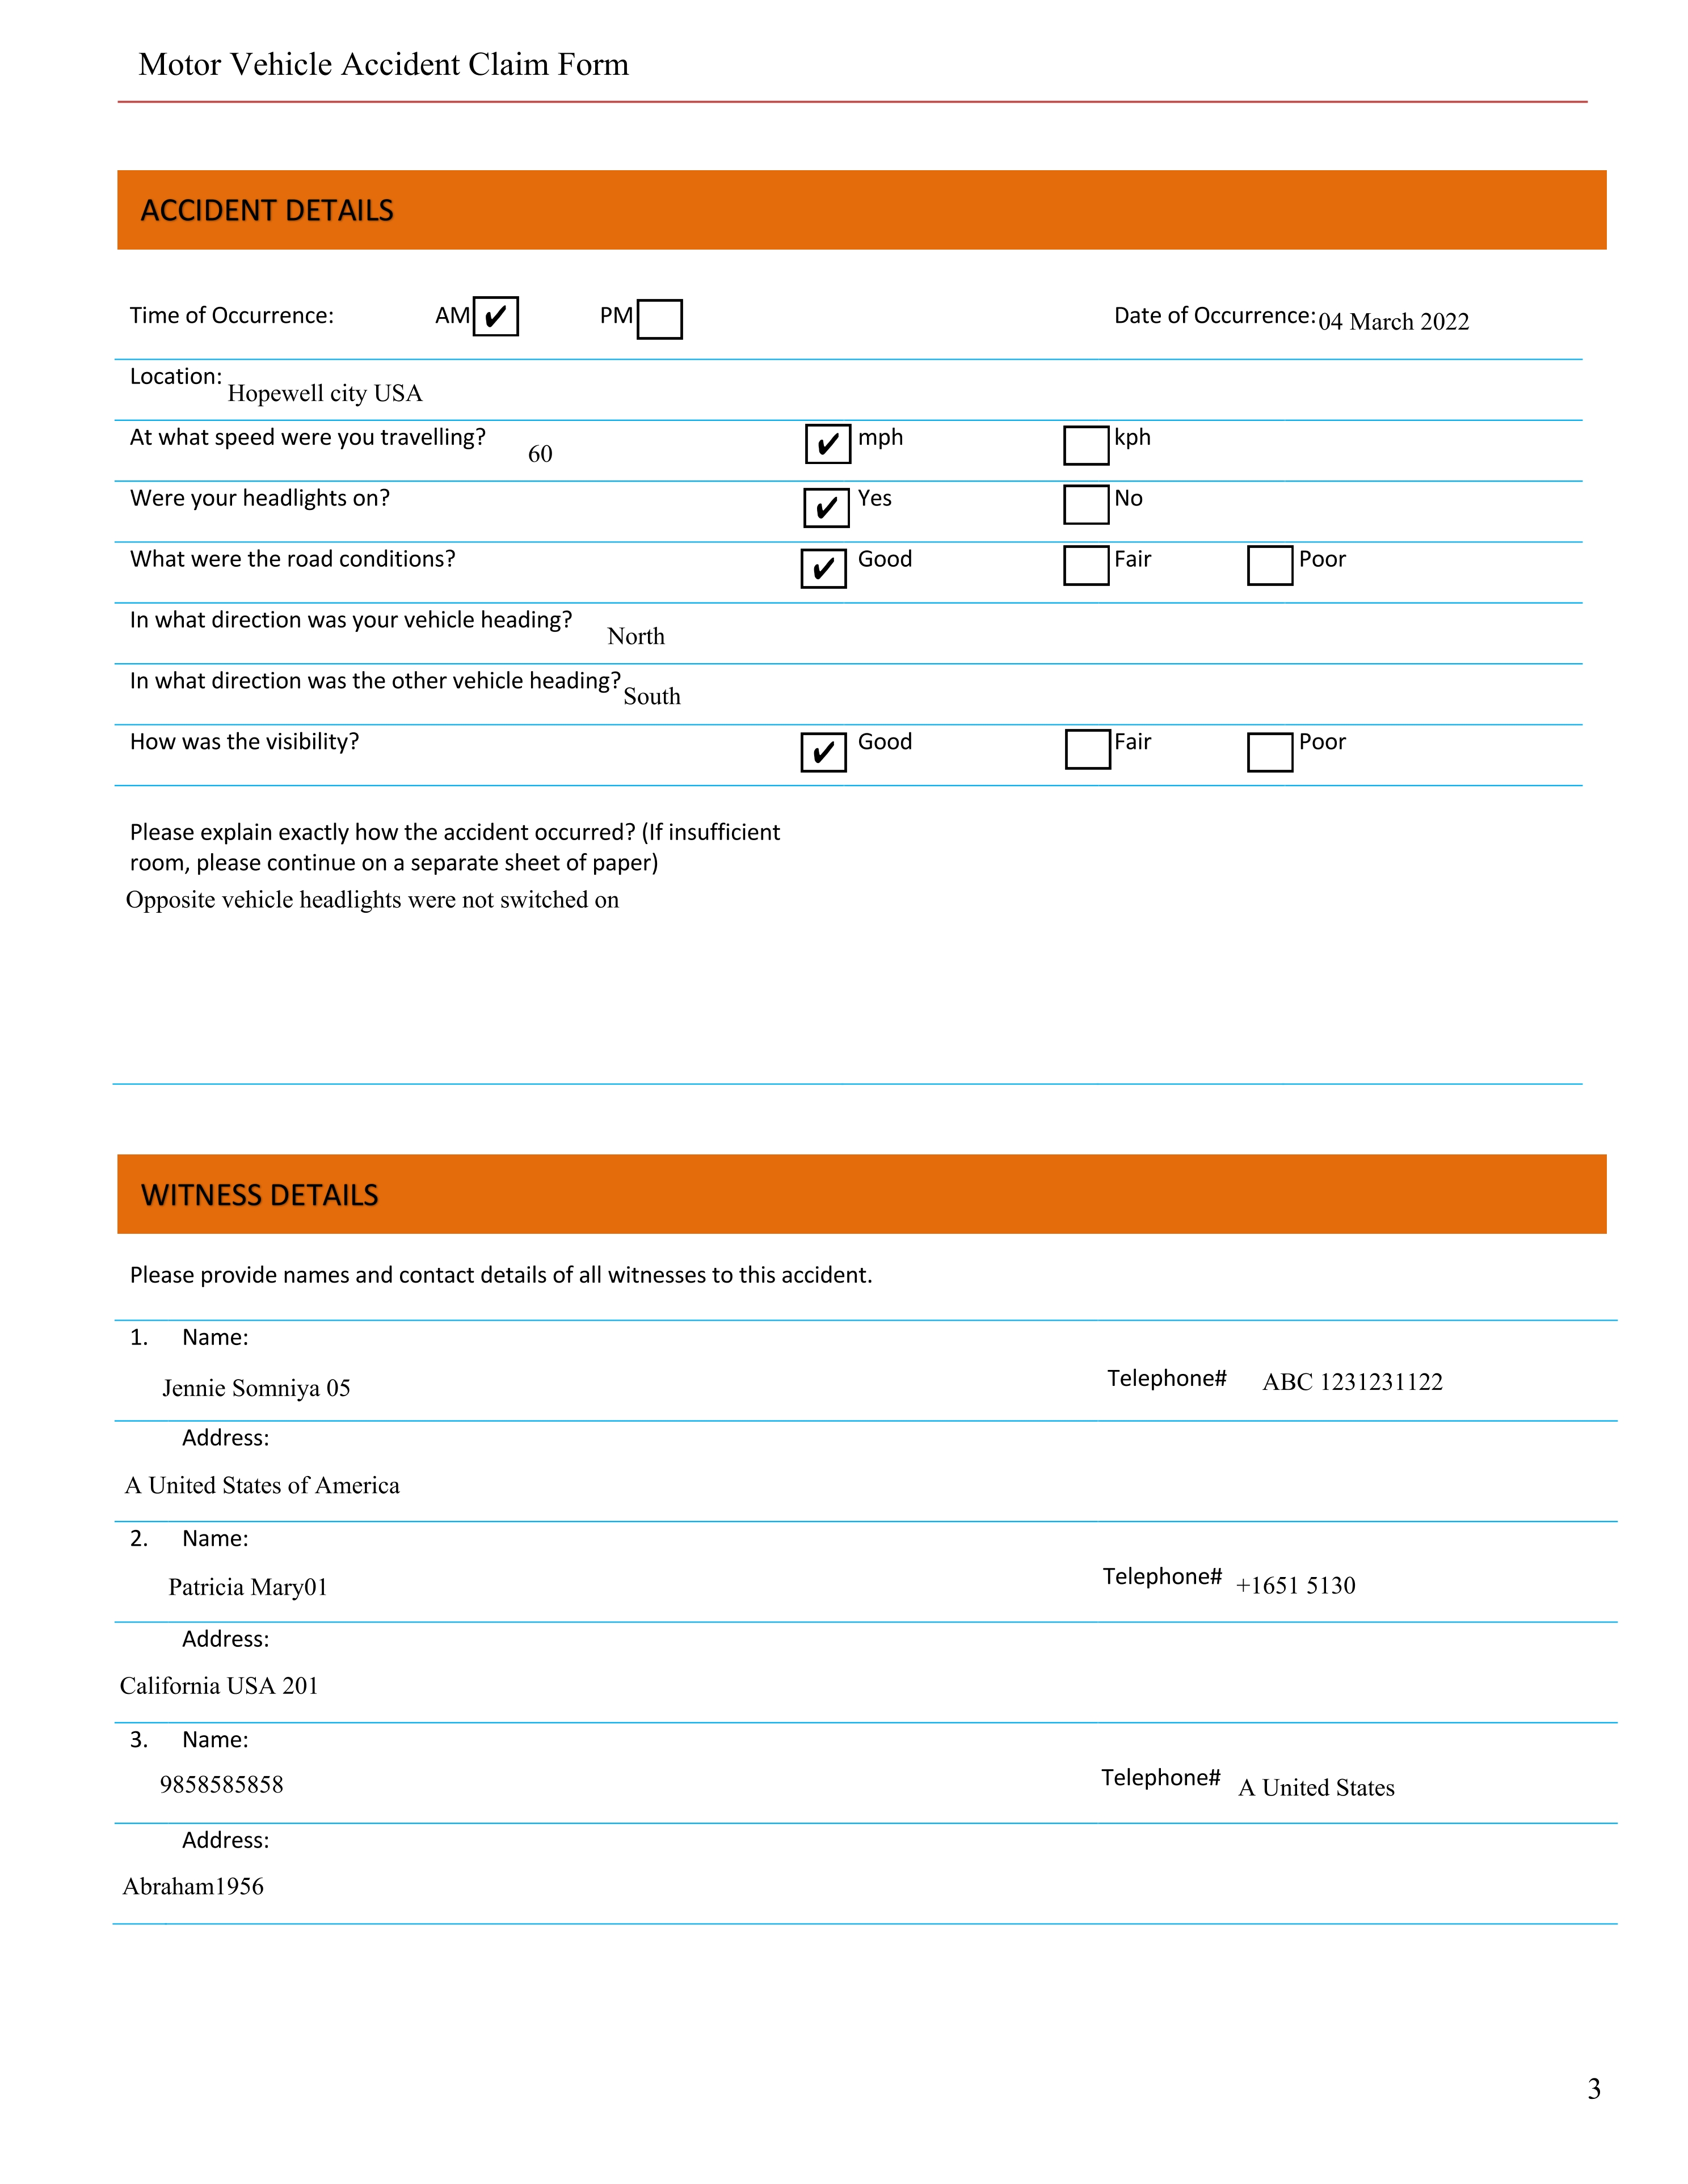 Motor Vehicle Accident Claim Form
ACCIDENT DETAILS
Time of Occurrence: AM ✔ PM Date of Occurrence: 04 March 2022
Location: Hopewell city USA
At what speed were you travelling? 60 ✔ mph kph
Were your headlights on? ✔ Yes No
What were the road conditions? ✔ Good Fair Poor
In what direction was your vehicle heading? North
In what direction was the other vehicle heading? South
How was the visibility? ✔ Good Fair Poor
Please explain exactly how the accident occurred? (If insufficient
room, please continue on a separate sheet of paper)
Opposite vehicle headlights were not switched on
WITNESS DETAILS
Please provide names and contact details of all witnesses to this accident.
1. Name:
Jennie Somniya 05 Telephone# ABC 1231231122
Address:
A United States of America
2. Name:
Patricia Mary01 Telephone# +1651 5130
Address:
California USA 201
3. Name:
9858585858 Telephone# A United States
Address:
Abraham1956
3